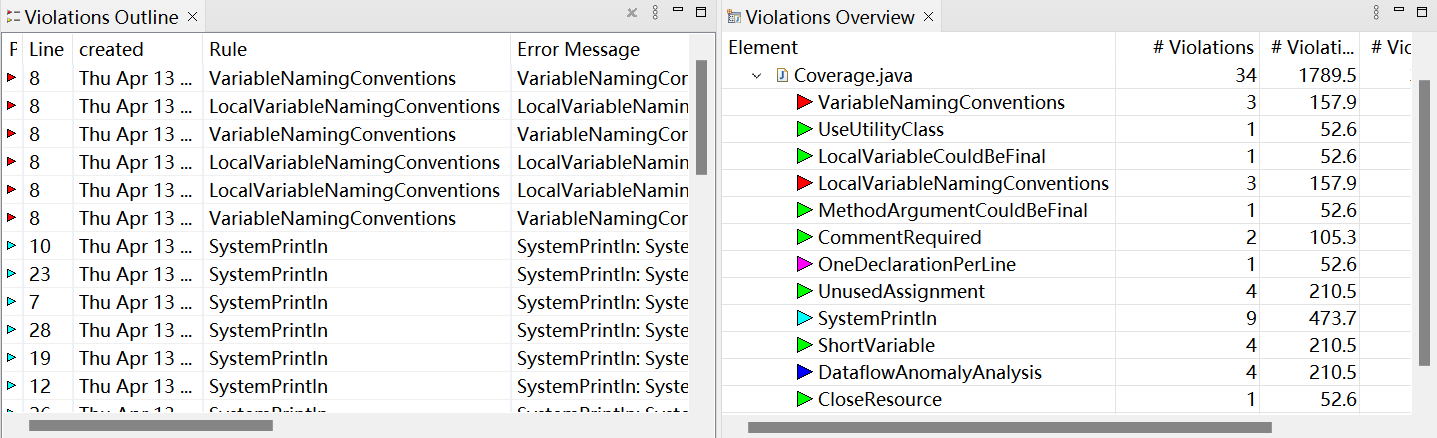 Violations Outline
P Line created Rule Error Message
8 Thu Apr 13 ... VariableNamingConventions VariableNamingCor
8 Thu Apr 13 ... LocalVariableNamingConventions LocalVariableNamin
8 Thu Apr 13 ... VariableNamingConventions VariableNamingCor
8 Thu Apr 13 ... LocalVariableNamingConventions LocalVariableNamin
8 Thu Apr 13 ... LocalVariableNamingConventions LocalVariableNamin
8 Thu Apr 13 ... VariableNamingConventions VariableNamingCor
10 Thu Apr 13 ... SystemPrintln SystemPrintln: Syste
23 Thu Apr 13 ... SystemPrintln SystemPrintln: Syste
7 Thu Apr 13 ... SystemPrintln SystemPrintln: Syste
28 Thu Apr 13 ... SystemPrintln SystemPrintln: Syste
19 Thu Apr 13 ... SystemPrintln SystemPrintln: Syste
12 Thu Apr 13 ... SystemPrintln SystemPrintln: Syste
Violations Overview
Element # Violations # Violati... # Vio
Coverage.java 34 1789.5
VariableNamingConventions 3 157.9
UseUtilityClass 1 52.6
LocalVariableCouldBeFinal 1 52.6
LocalVariableNamingConventions 3 157.9
MethodArgumentCouldBeFinal 1 52.6
CommentRequired 2 105.3
OneDeclarationPerLine 1 52.6
UnusedAssignment 4 210.5
SystemPrintln 9 473.7
ShortVariable 4 210.5
DataflowAnomalyAnalysis 4 210.5
CloseResource 1 52.6